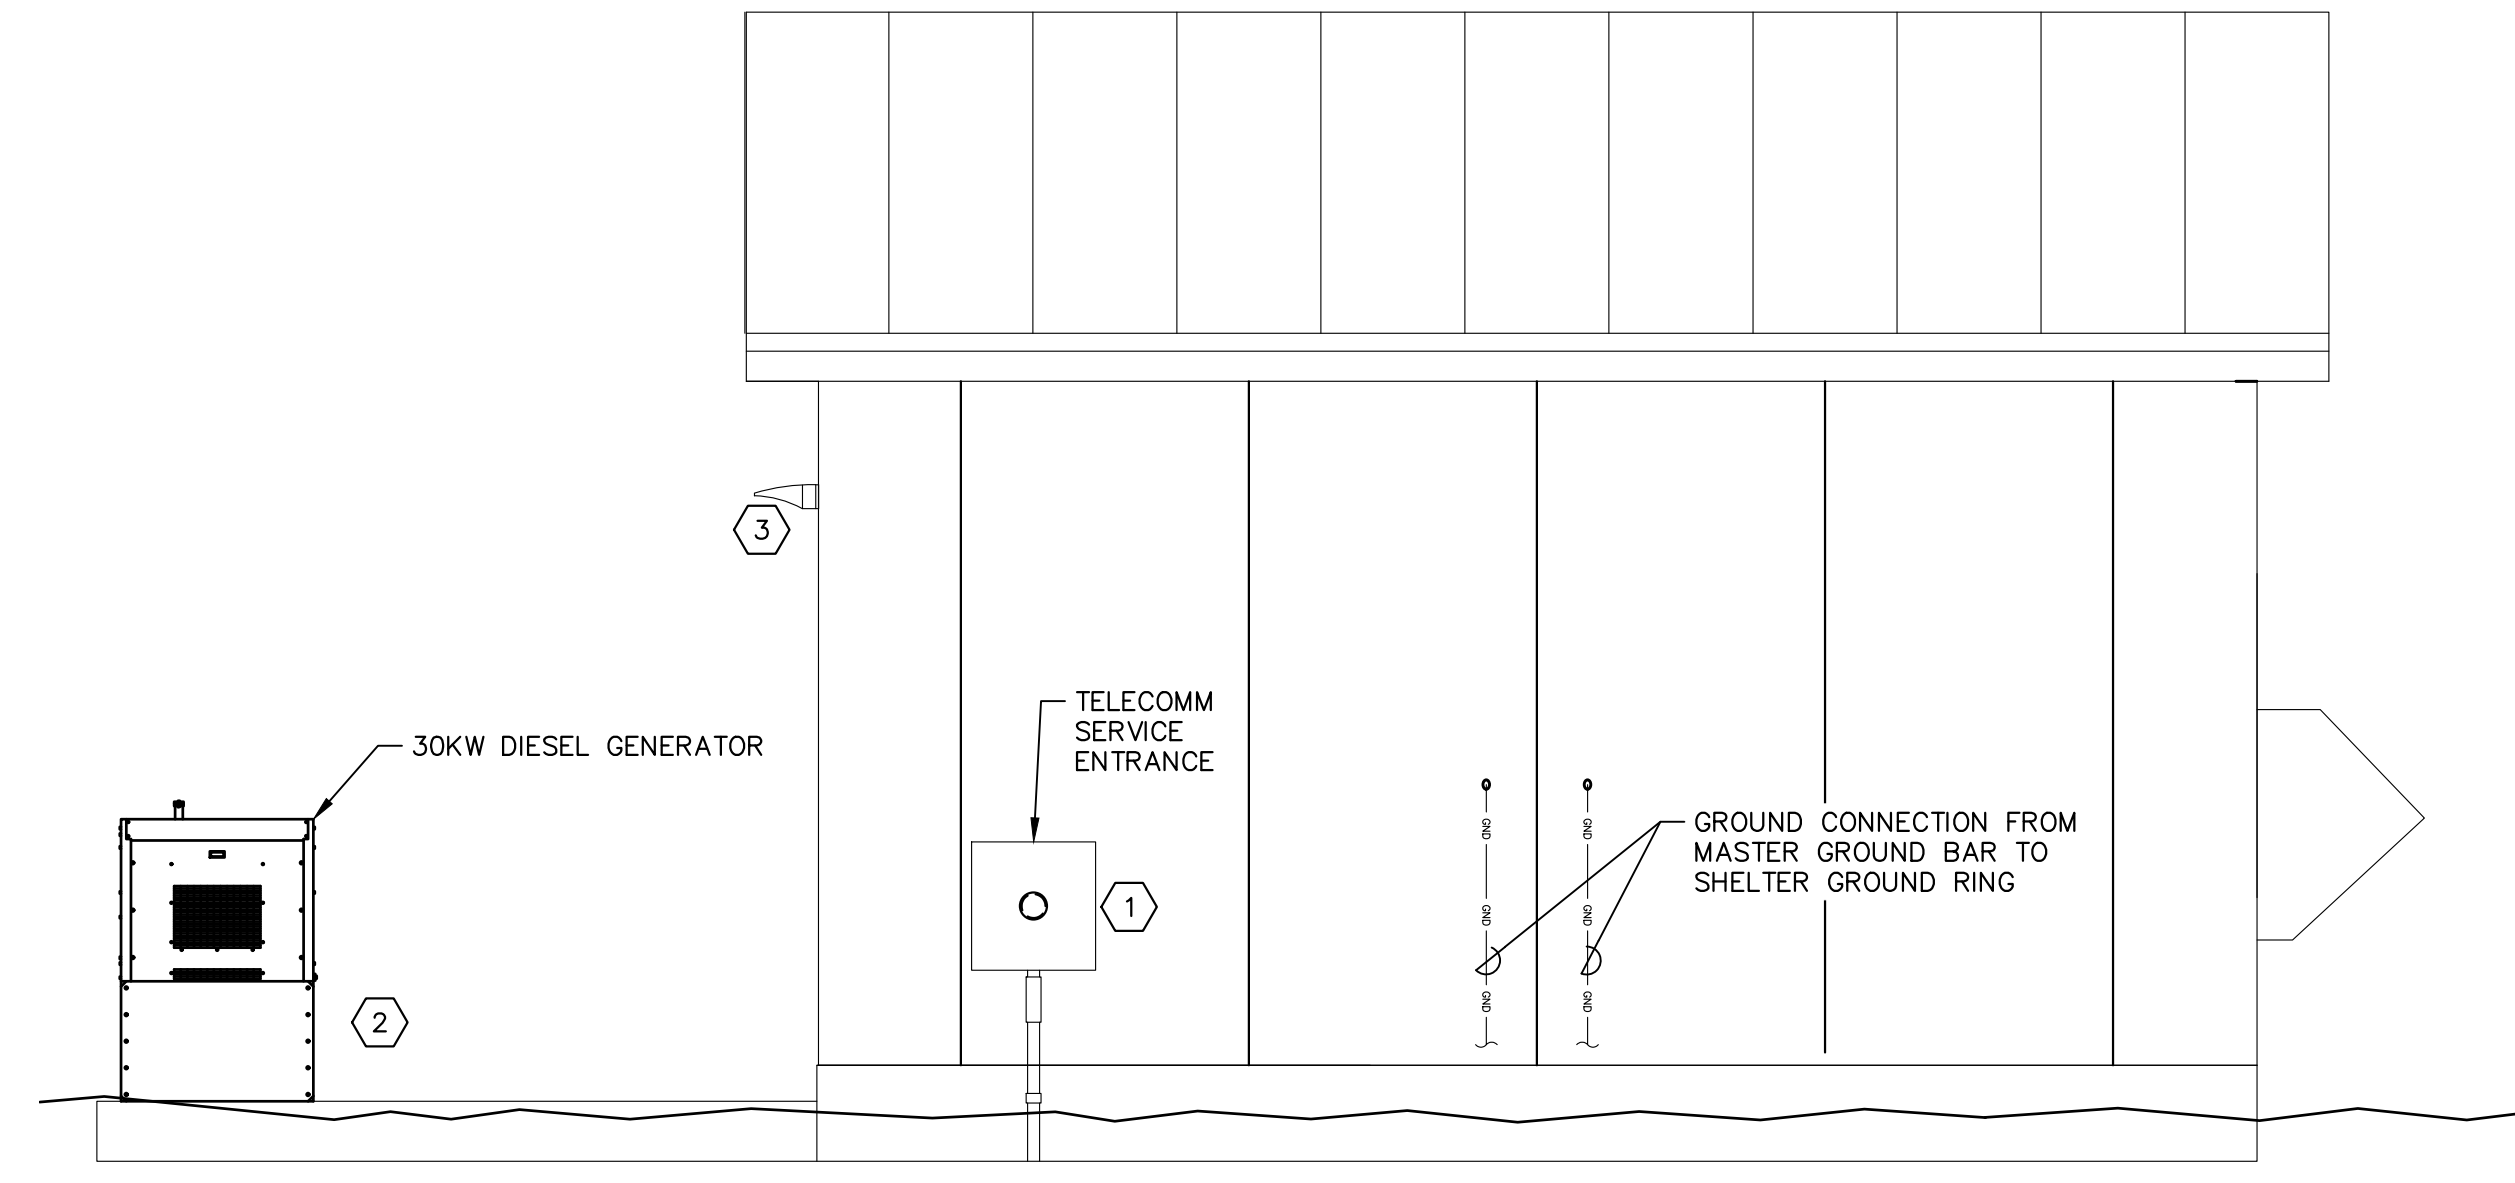 3
TELECOMM
SERVICE
ENTRANCE
30KW DIESEL GENERATOR
GROUND CONNECTION FROM
MASTER GROUND BAR TO
SHELTER GROUND RING
GND
GND
1
GND
GND
2
GND
GND